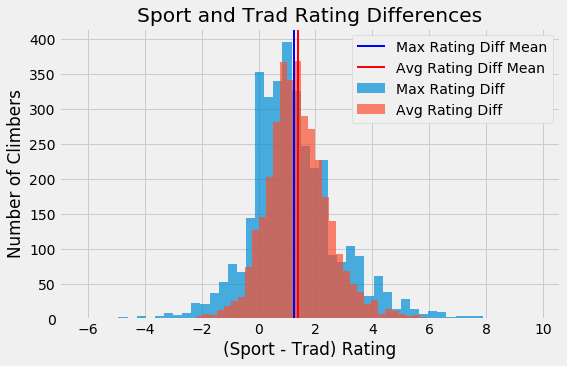 Sport and Trad Rating Differences
Max Rating Diff Mean
Avg Rating Diff Mean
Max Rating Diff
Avg Rating Diff
Number of Climbers
400
350
300
250
200
150
100
50
0
−6 −4 −2 0 2 4 6 8 10
(Sport - Trad) Rating